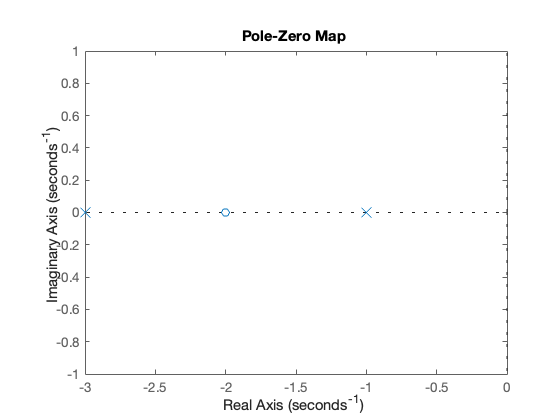 Pole-Zero Map
1
0.8
0.6
0.4
0.2
0
-0.2
-0.4
-0.6
-0.8
-1
Imaginary Axis (seconds⁻¹)
-3 -2.5 -2 -1.5 -1 -0.5 0
Real Axis (seconds⁻¹)